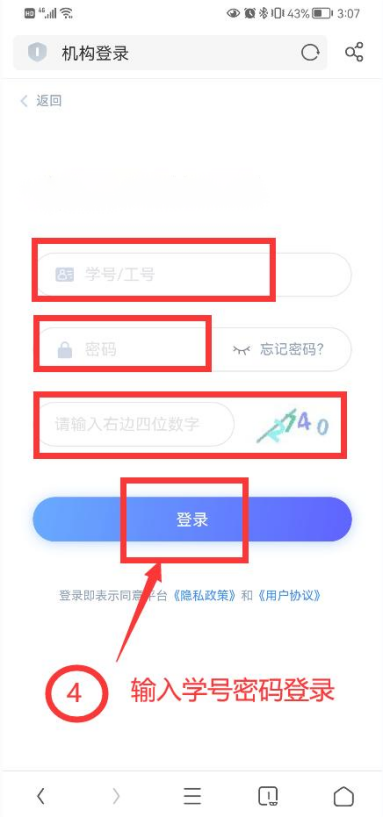 HD 46 43% 3:07
机构登录
返回
学号/工号
密码 忘记密码?
请输入右边四位数字 2740
登录
登录即表示同意平台《隐私政策》和《用户协议》
4 输入学号密码登录